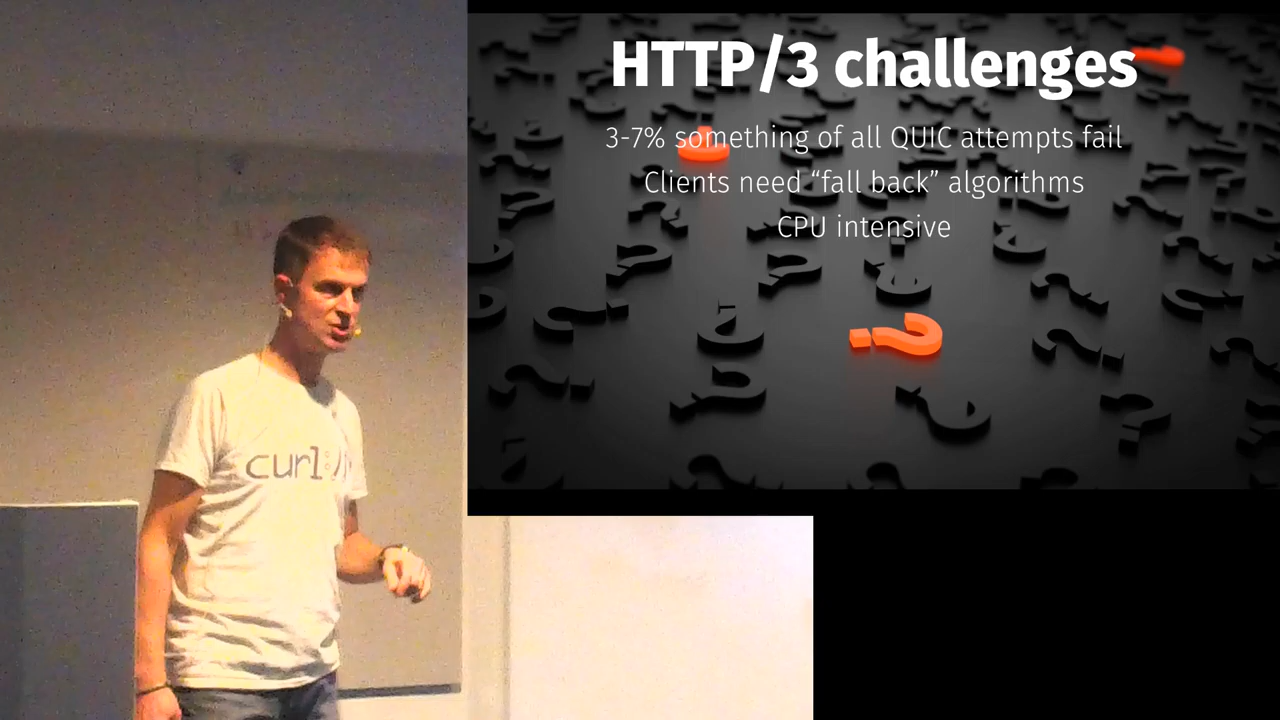 HTTP/3 challenges
3-7% something of all QUIC attempts fail
Clients need “fall back” algorithms
CPU intensive
curl:/